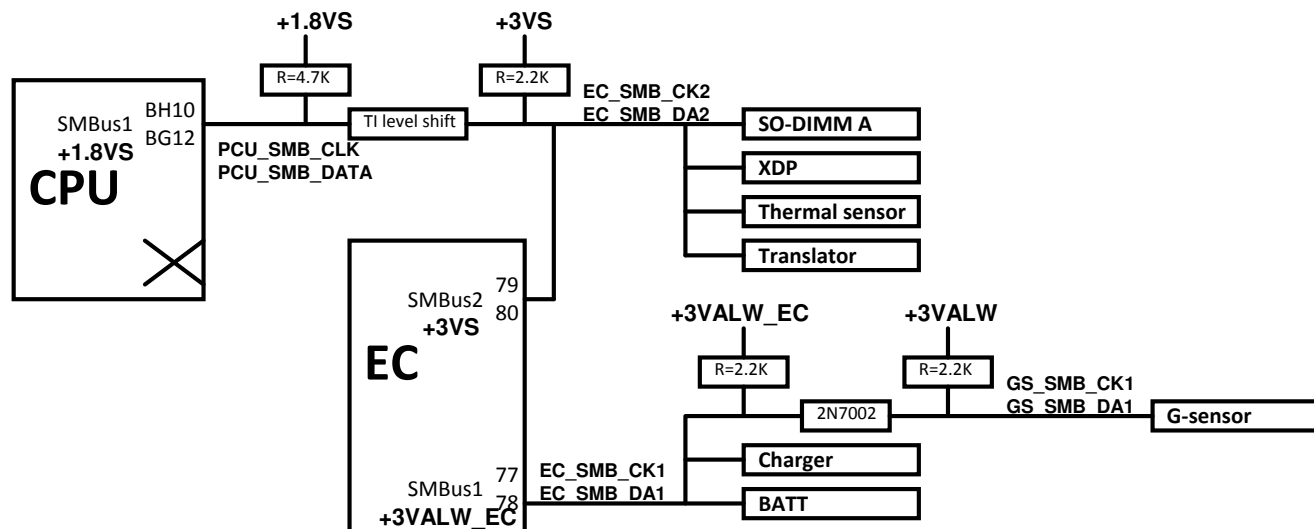 +1.8VS
+3VS
R=4.7K
R=2.2K
EC_SMB_CK2
EC_SMB_DA2
BH10
SMBus1
BG12
+1.8VS
CPU
TI level shift
PCU_SMB_CLK
PCU_SMB_DATA
SO-DIMM A
XDP
Thermal sensor
Translator
79
SMBus2
80
+3VS
EC
+3VALW_EC
+3VALW
R=2.2K
R=2.2K
GS_SMB_CK1
GS_SMB_DA1
2N7002
G-sensor
Charger
BATT
77
SMBus1
78
+3VALW_EC
EC_SMB_CK1
EC_SMB_DA1